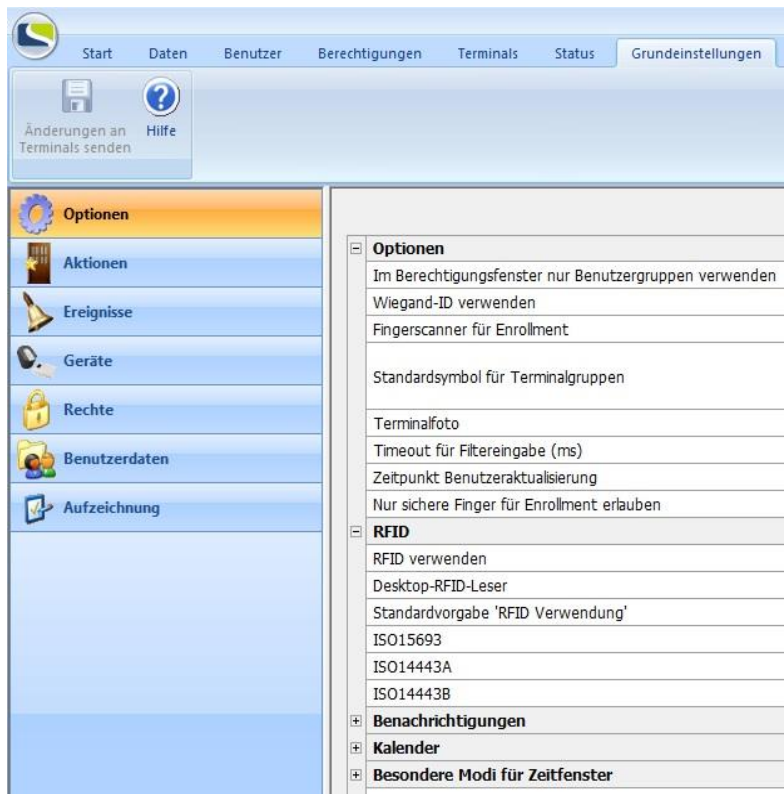 Start Daten Benutzer Berechtigungen Terminals Status Grundeinstellungen
Änderungen an
Terminals senden
Hilfe
Optionen
Aktionen
Ereignisse
Geräte
Rechte
Benutzerdaten
Aufzeichnung
Optionen
Im Berechtigungsfenster nur Benutzergruppen verwenden
Wiegand-ID verwenden
Fingerscanner für Enrollment
Standardsymbol für Terminalgruppen
Terminalfoto
Timeout für Filtereingabe (ms)
Zeitpunkt Benutzeraktualisierung
Nur sichere Finger für Enrollment erlauben
RFID
RFID verwenden
Desktop-RFID-Leser
Standardvorgabe 'RFID Verwendung'
ISO15693
ISO14443A
ISO14443B
Benachrichtigungen
Kalender
Besondere Modi für Zeitfenster